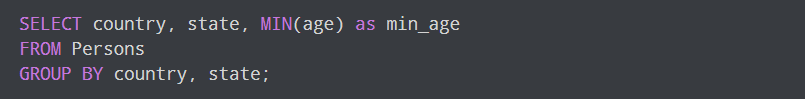 SELECT country, state, MIN(age) as min_age
FROM Persons
GROUP BY country, state;